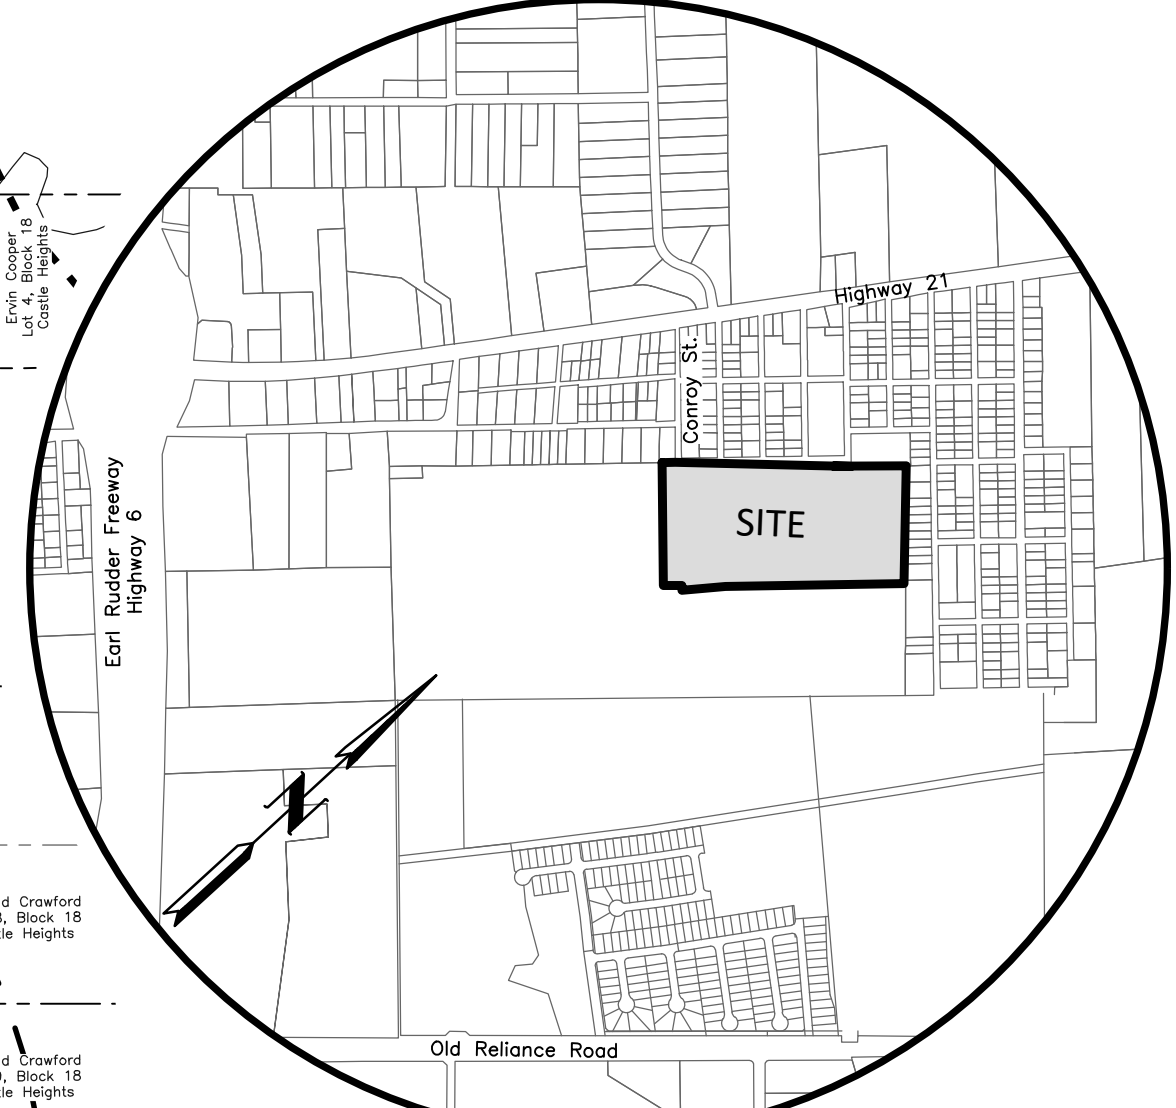 Ervin Cooper
Lot 4, Block 18
Castle Heights
Highway 21
Conroy St.
Earl Rudder Freeway
Highway 6
SITE
N
d Crawford
, Block 18
tle Heights
Old Reliance Road
d Crawford
, Block 18
tle Heights